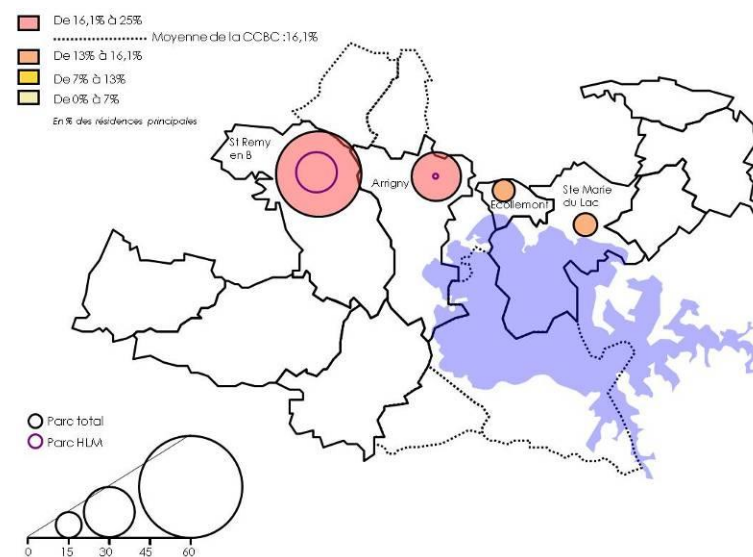 De 16,1% à 25%
Moyenne de la CCBC :16,1%
De 13% à 16,1%
De 7% à 13%
De 0% à 7%
En % des résidences principales
St Remy
en B
Arrigny
Ecollemont
Ste Marie
du Lac
Parc total
Parc HLM
0 15 30 45 60